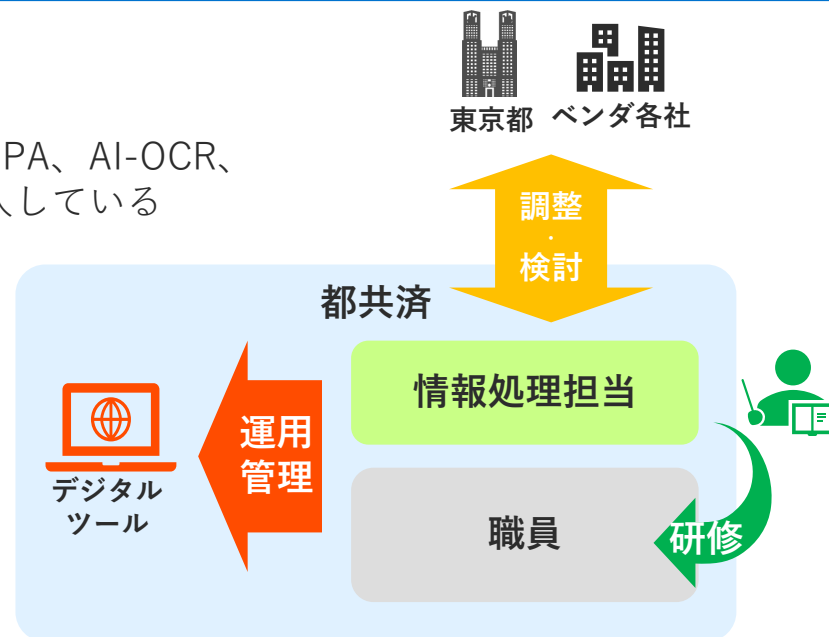 東京都 ベンダ各社
PA、AI-OCR、
している
調整
・
検討
都共済
情報処理担当
運用
管理
デジタル
ツール
職員
研修